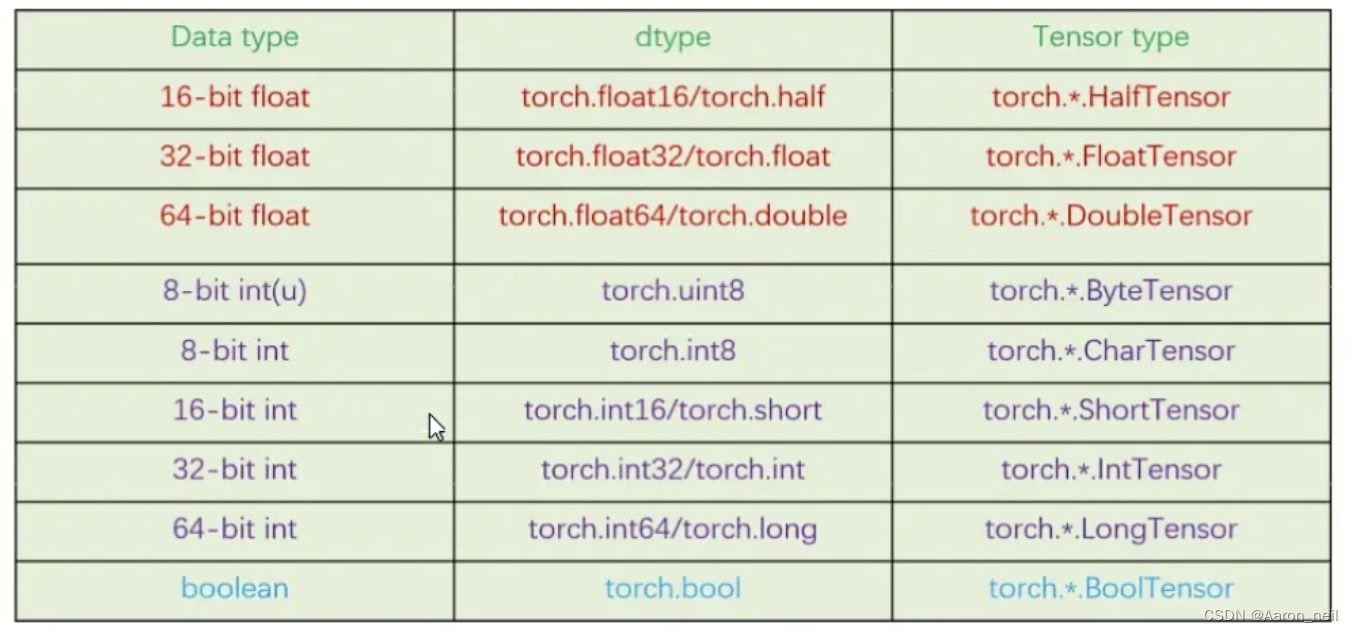 Data type dtype Tensor type
16-bit float torch.float16/torch.half torch.*.HalfTensor
32-bit float torch.float32/torch.float torch.*.FloatTensor
64-bit float torch.float64/torch.double torch.*.DoubleTensor
8-bit int(u) torch.uint8 torch.*.ByteTensor
8-bit int torch.int8 torch.*.CharTensor
16-bit int torch.int16/torch.short torch.*.ShortTensor
32-bit int torch.int32/torch.int torch.*.IntTensor
64-bit int torch.int64/torch.long torch.*.LongTensor
boolean torch.bool torch.*.BoolTensor
CSDN @Aaron_neil